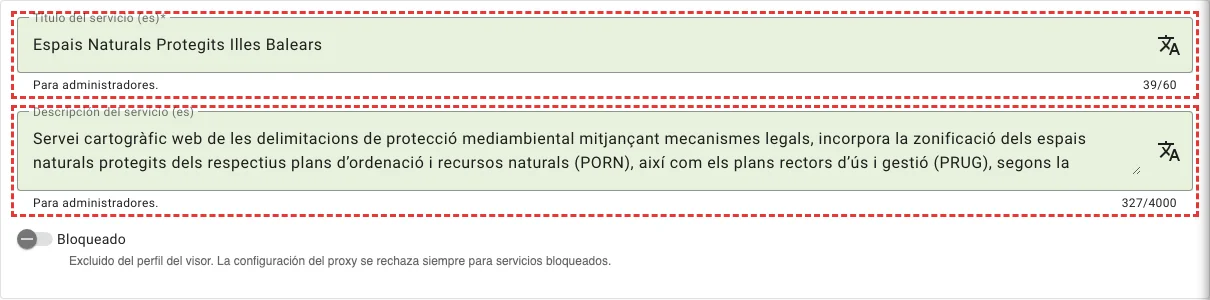 Título del servicio (es)*
Espais Naturals Protegits Illes Balears
Para administradores.
39/60
Descripción del servicio (es)
Servei cartogràfic web de les delimitacions de protecció mediambiental mitjançant mecanismes legals, incorpora la zonificació dels espais
naturals protegits dels respectius plans d’ordenació i recursos naturals (PORN), així com els plans rectors d’ús i gestió (PRUG), segons la
Para administradores.
327/4000
Bloqueado
Excluido del perfil del visor. La configuración del proxy se rechaza siempre para servicios bloqueados.